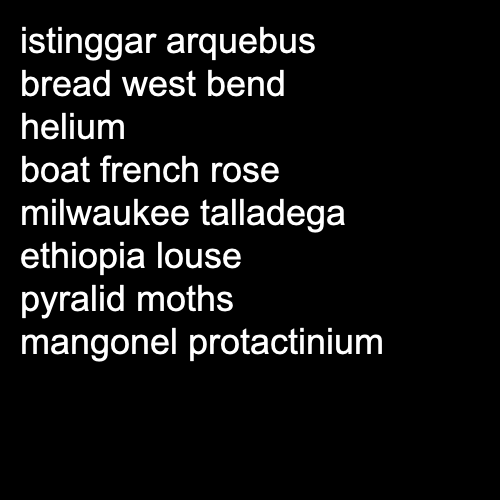 istinggar arquebus
bread west bend
helium
boat french rose
milwaukee talladega
ethiopia louse
pyralid moths
mangonel protactinium